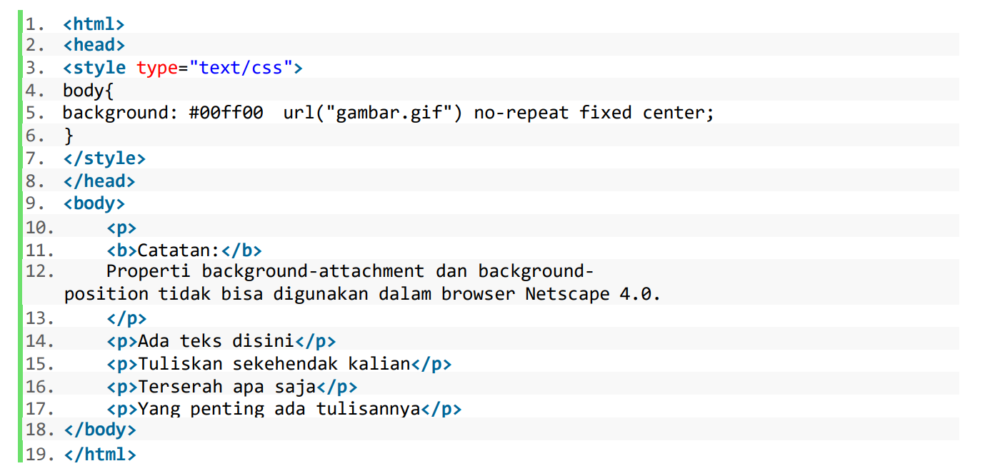 1. <html>
2. <head>
3. <style type="text/css">
4. body{
5. background: #00ff00  url("gambar.gif") no-repeat fixed center;
6. }
7. </style>
8. </head>
9. <body>
10.     <p>
11.     <b>Catatan:</b>
12.     Properti background-attachment dan background-
position tidak bisa digunakan dalam browser Netscape 4.0.
13.     </p>
14.     <p>Ada teks disini</p>
15.     <p>Tuliskan sekehendak kalian</p>
16.     <p>Terserah apa saja</p>
17.     <p>Yang penting ada tulisannya</p>
18. </body>
19. </html>